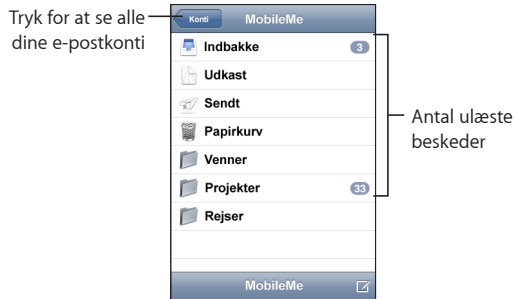 Tryk for at se alle
dine e-postkonti
Konti
MobileMe
Indbakke 3
Udkast
Sendt
Papirkurv
Venner
Projekter 33
Rejser
MobileMe
Antal ulæste
beskeder